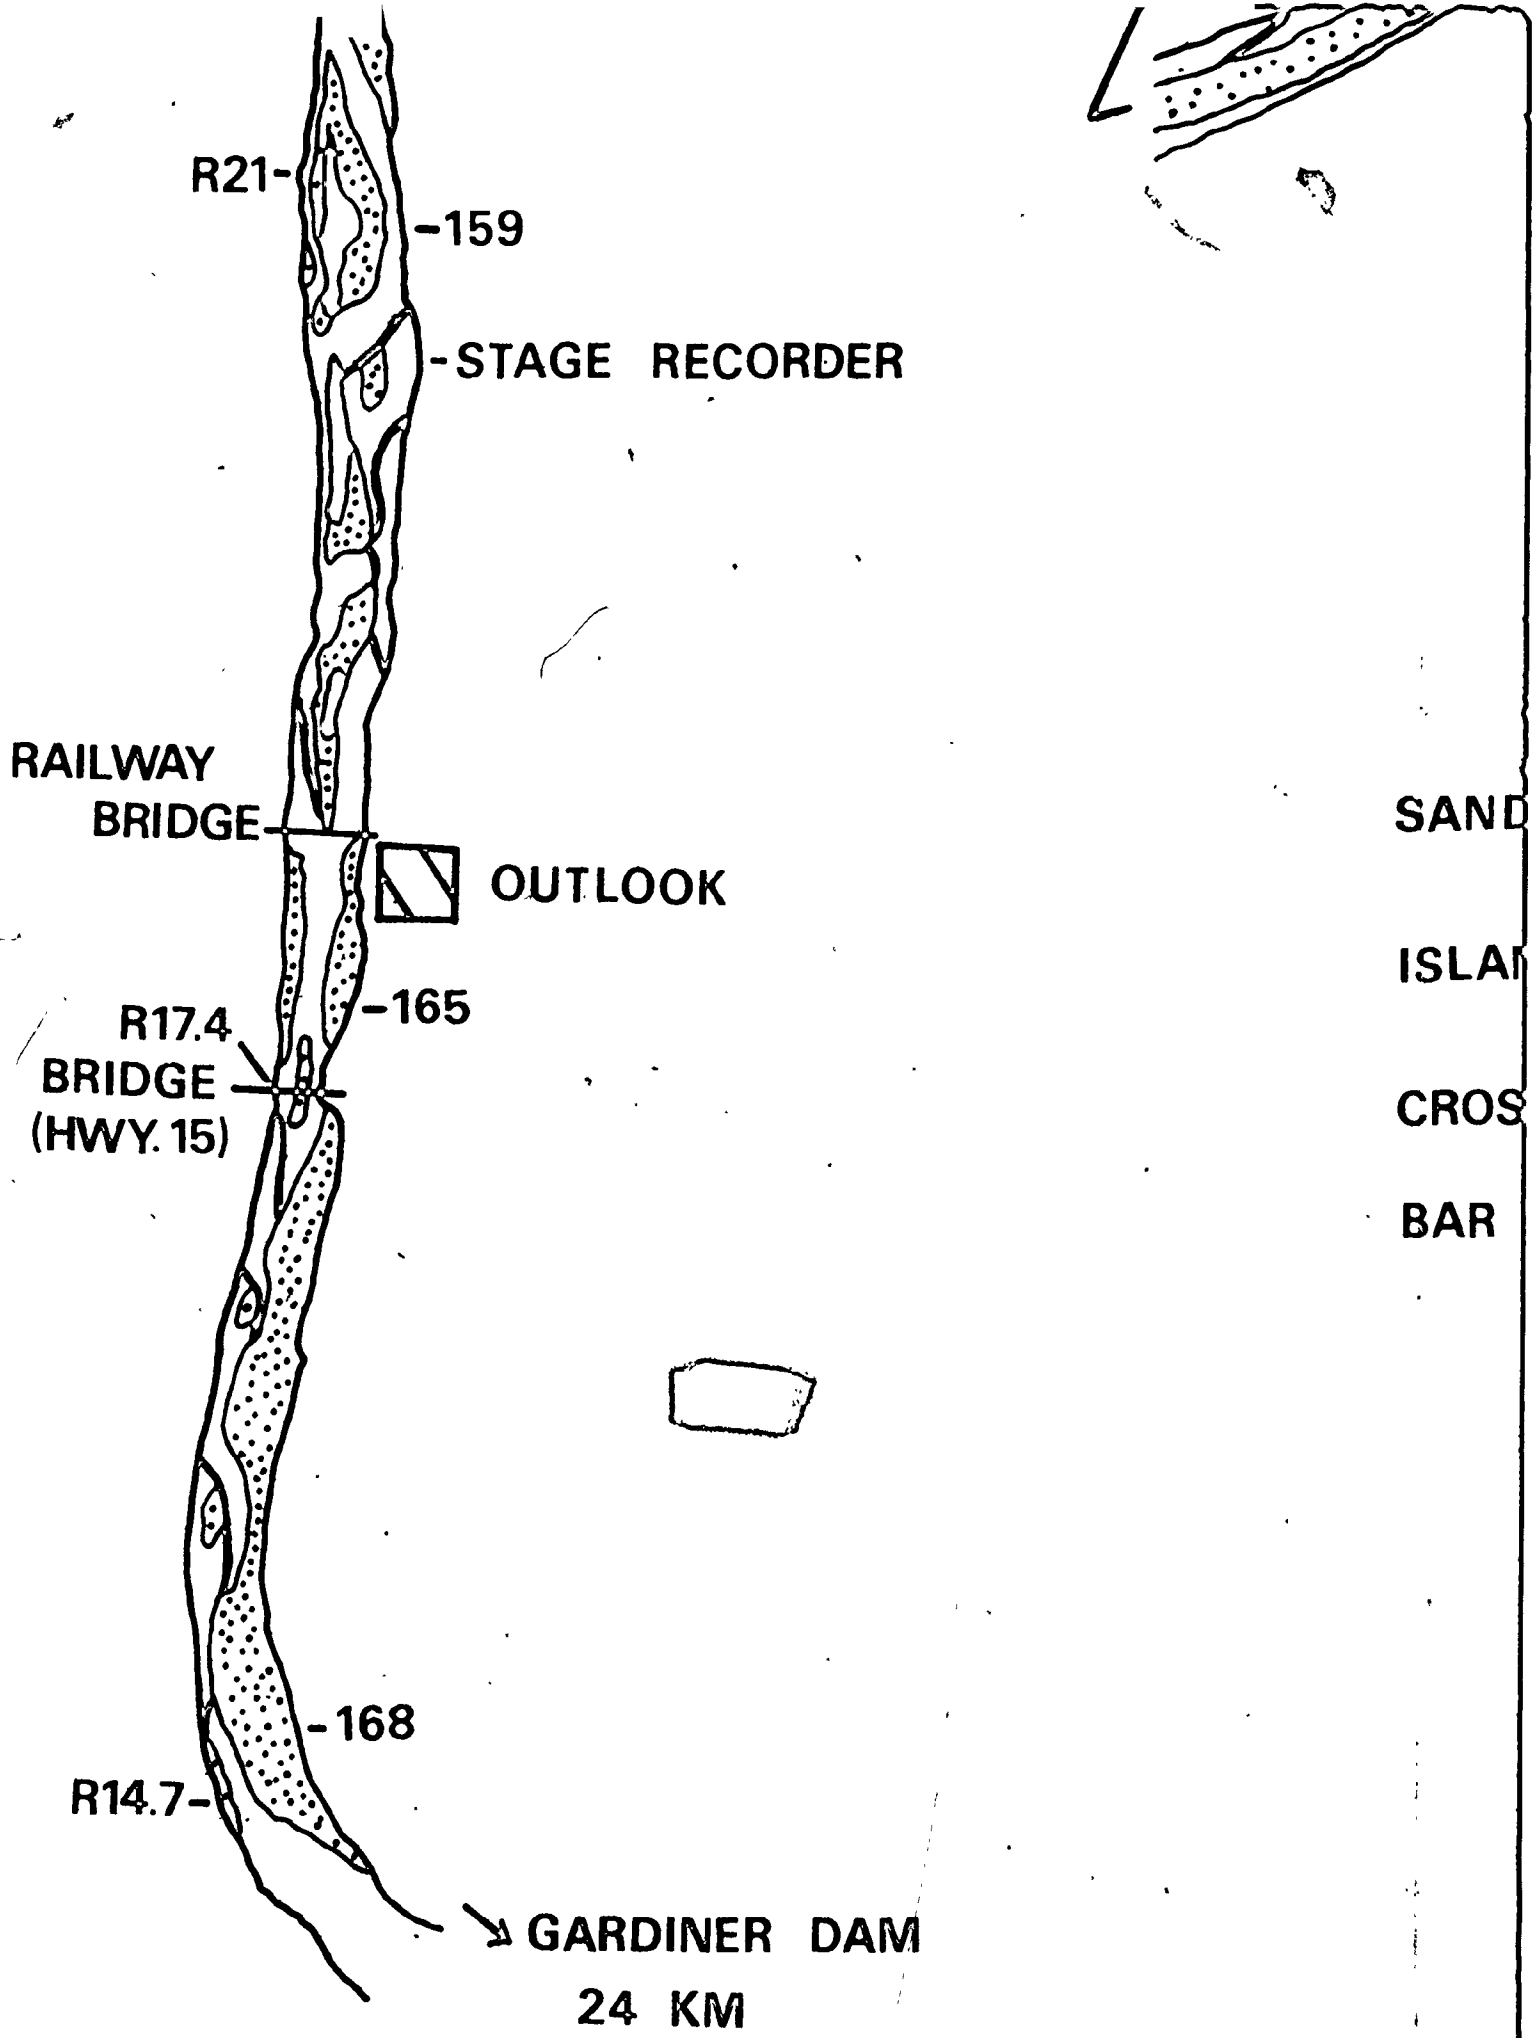 R21-
-159
-STAGE RECORDER
RAILWAY
BRIDGE
OUTLOOK
-165
R17.4
BRIDGE
(HWY. 15)
-168
R14.7-
GARDINER DAM
24 KM
SAND
ISLA
CROS
BAR